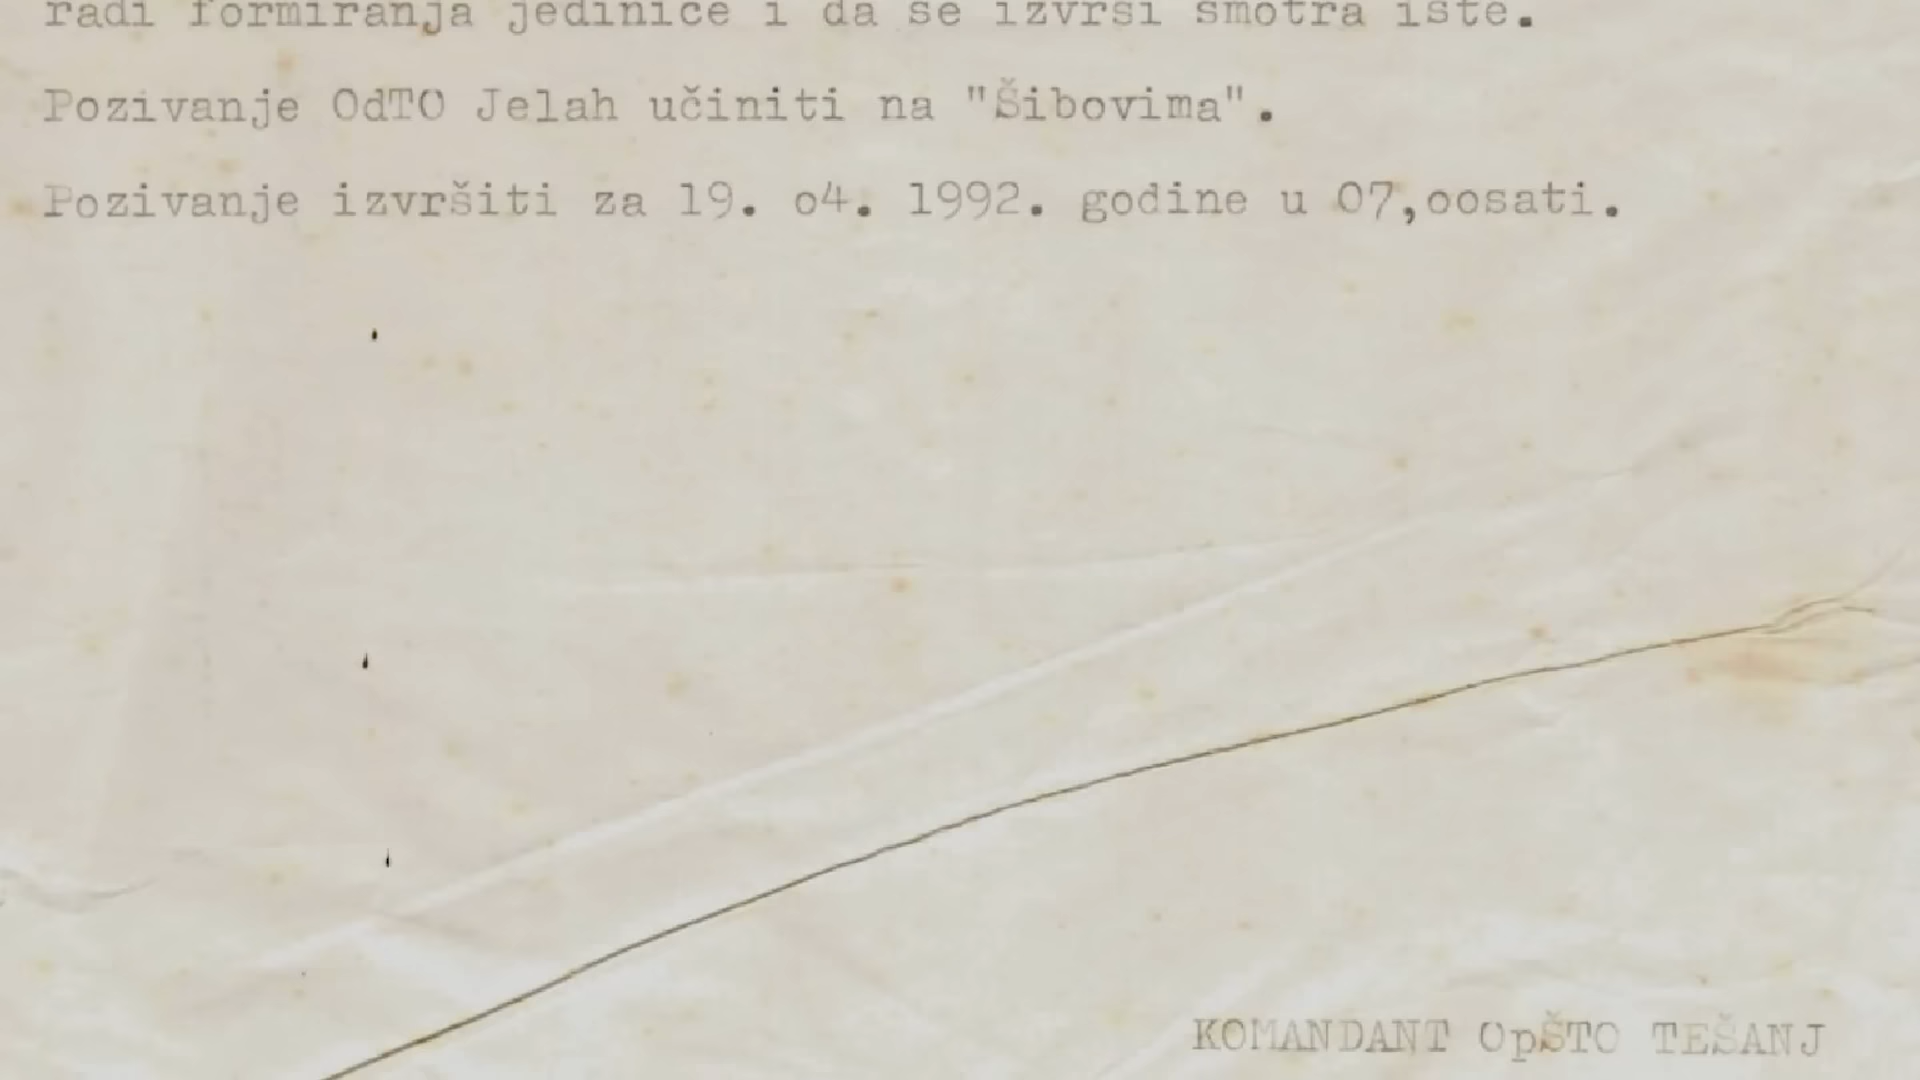 radi formiranja jedinice i da se izvrši smotra iste.
Pozivanje OdTO Jelah učiniti na "Šibovima".
Pozivanje izvršiti za 19. o4. 1992. godine u 07,oosati.
KOMANDANT OpŠTO TEŠANJ